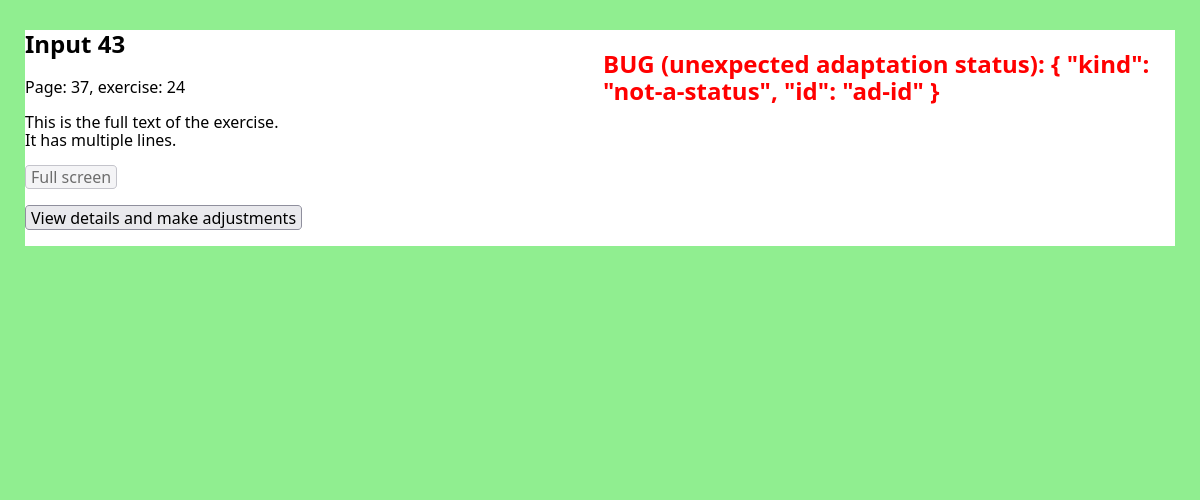 Input 43
Page: 37, exercise: 24
This is the full text of the exercise.
It has multiple lines.
Full screen
View details and make adjustments
BUG (unexpected adaptation status): { "kind":
"not-a-status", "id": "ad-id" }